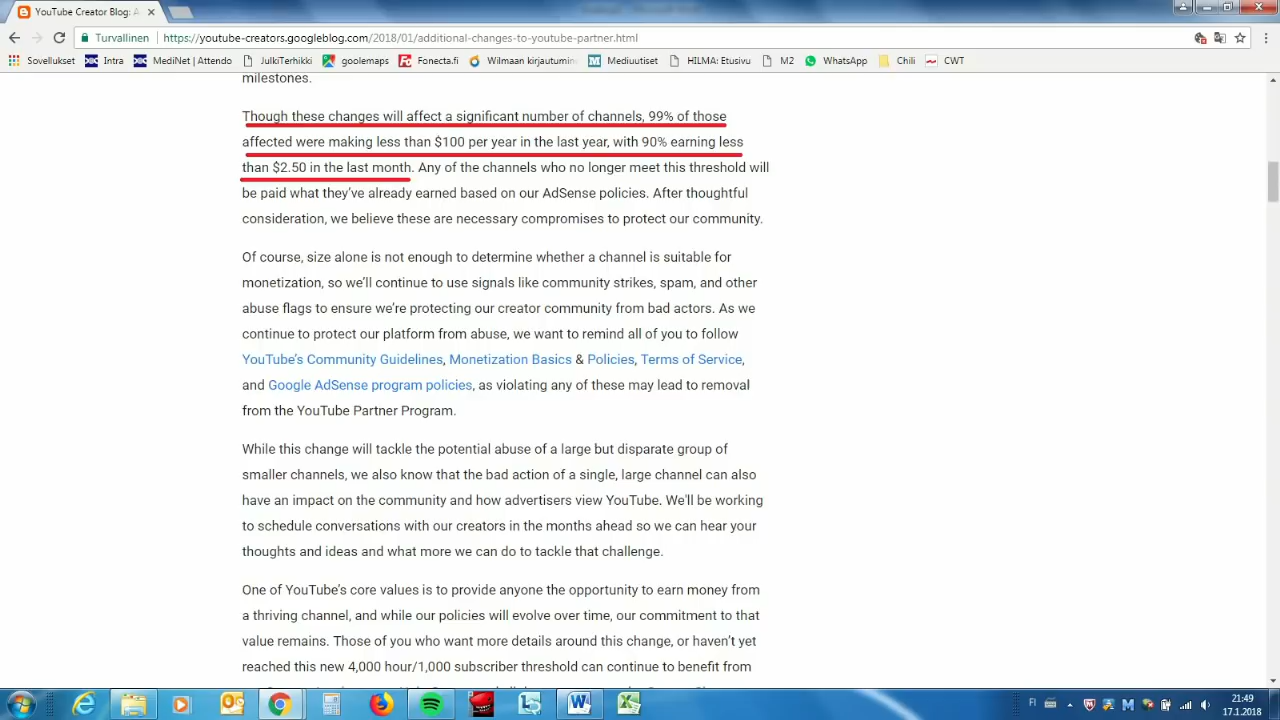 YouTube Creator Blog: A
Turvallinen
https://youtube-creators.googleblog.com/2018/01/additional-changes-to-youtube-partner.html
Sovellukset Intra MediNet | Attendo JulkiTerhikki goolemaps Fonecta.fi Wilmaan kirjautumin Mediuutiset HILMA: Etusivu M2 WhatsApp Chili CWT
milestones.
Though these changes will affect a significant number of channels, 99% of those
affected were making less than $100 per year in the last year, with 90% earning less
than $2.50 in the last month. Any of the channels who no longer meet this threshold will
be paid what they've already earned based on our AdSense policies. After thoughtful
consideration, we believe these are necessary compromises to protect our community.
Of course, size alone is not enough to determine whether a channel is suitable for
monetization, so we'll continue to use signals like community strikes, spam, and other
abuse flags to ensure we're protecting our creator community from bad actors. As we
continue to protect our platform from abuse, we want to remind all of you to follow
YouTube's Community Guidelines, Monetization Basics & Policies, Terms of Service,
and Google AdSense program policies, as violating any of these may lead to removal
from the YouTube Partner Program.
While this change will tackle the potential abuse of a large but disparate group of
smaller channels, we also know that the bad action of a single, large channel can also
have an impact on the community and how advertisers view YouTube. We'll be working
to schedule conversations with our creators in the months ahead so we can hear your
thoughts and ideas and what more we can do to tackle that challenge.
One of YouTube's core values is to provide anyone the opportunity to earn money from
a thriving channel, and while our policies will evolve over time, our commitment to that
value remains. Those of you who want more details around this change, or haven't yet
reached this new 4,000 hour/1,000 subscriber threshold can continue to benefit from
FI
21:49
17.1.2018